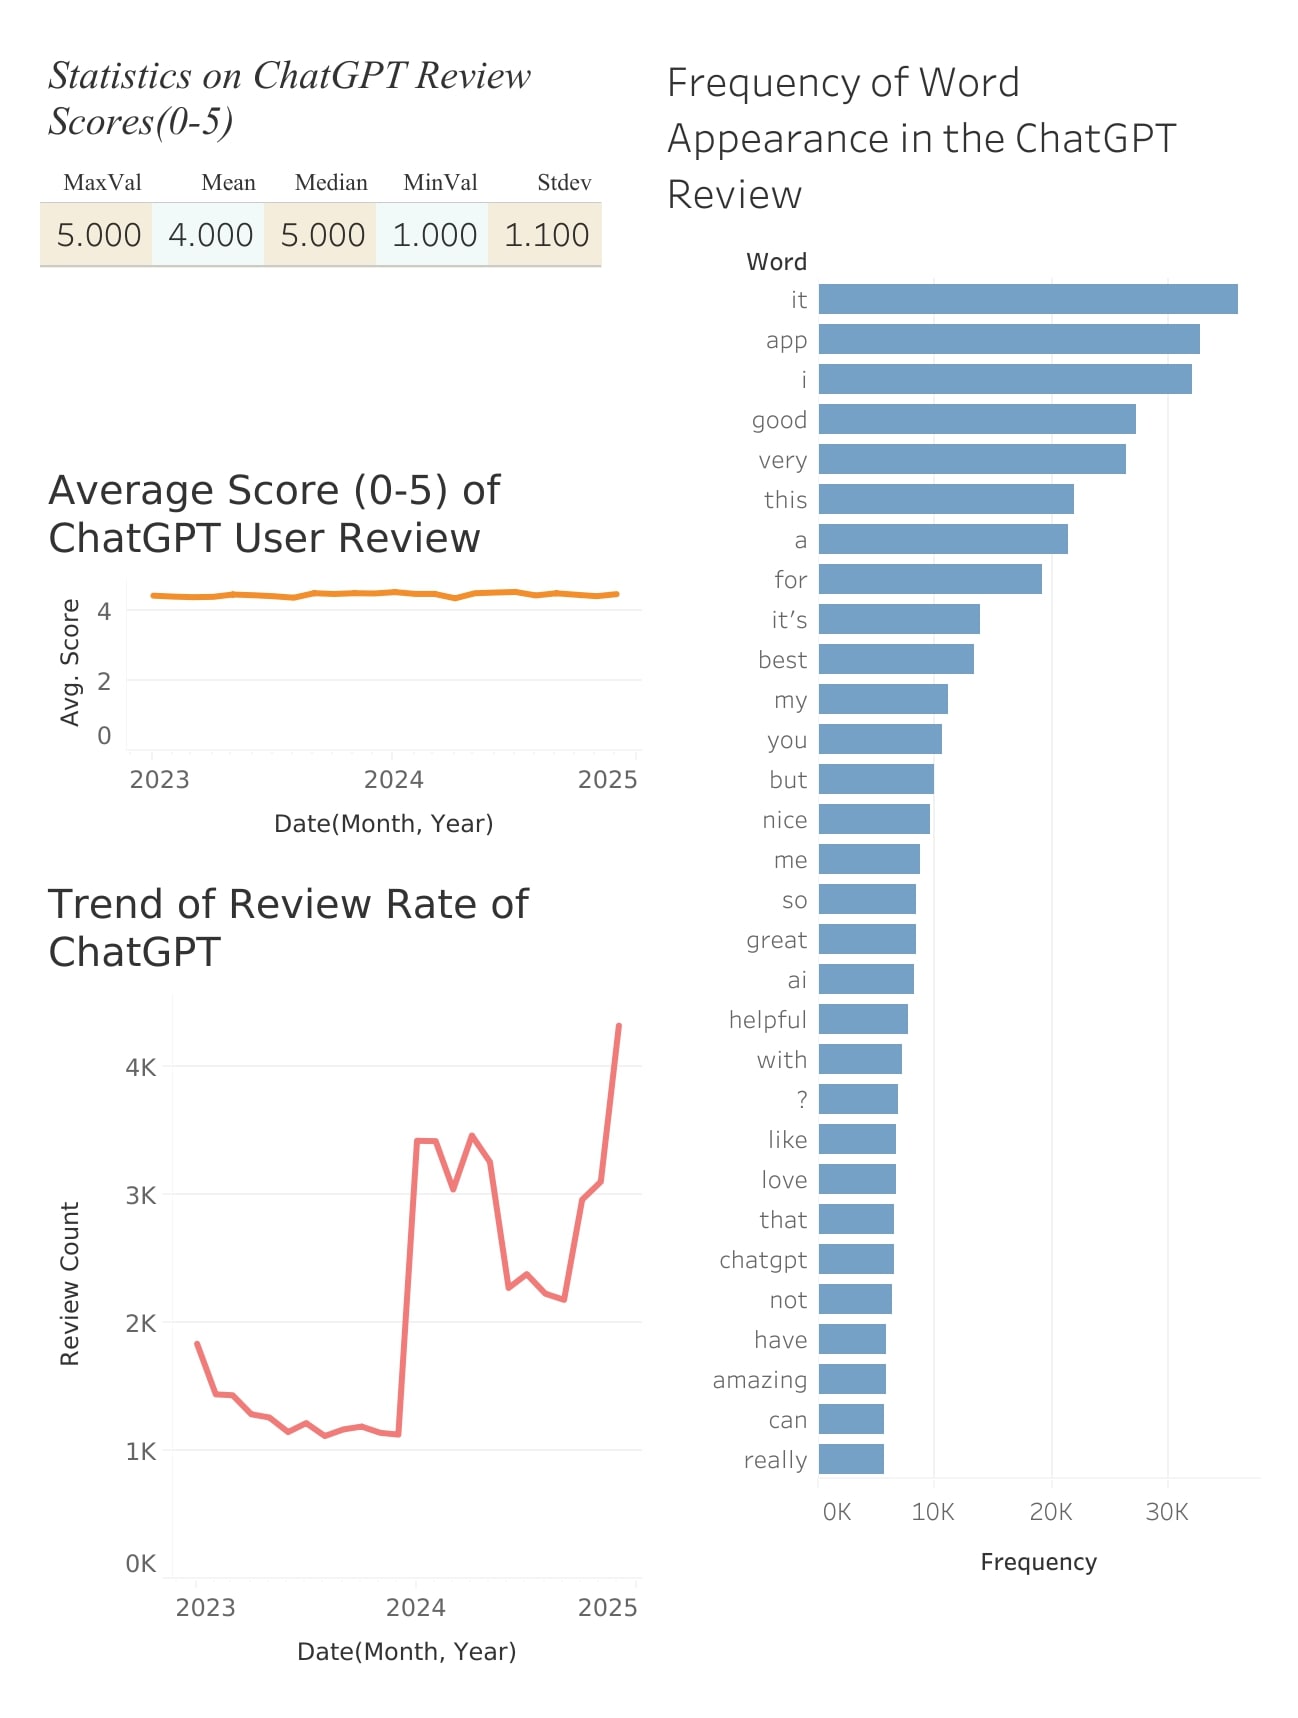 Statistics on ChatGPT Review
Scores(0-5)
MaxVal Mean Median MinVal Stdev
5.000 4.000 5.000 1.000 1.100
Average Score (0-5) of
ChatGPT User Review
Avg. Score
4
2
0
2023 2024 2025
Date(Month, Year)
Trend of Review Rate of
ChatGPT
Review Count
4K
3K
2K
1K
0K
2023 2024 2025
Date(Month, Year)
Frequency of Word
Appearance in the ChatGPT
Review
Word
it
app
i
good
very
this
a
for
it’s
best
my
you
but
nice
me
so
great
ai
helpful
with
?
like
love
that
chatgpt
not
have
amazing
can
really
0K 10K 20K 30K
Frequency